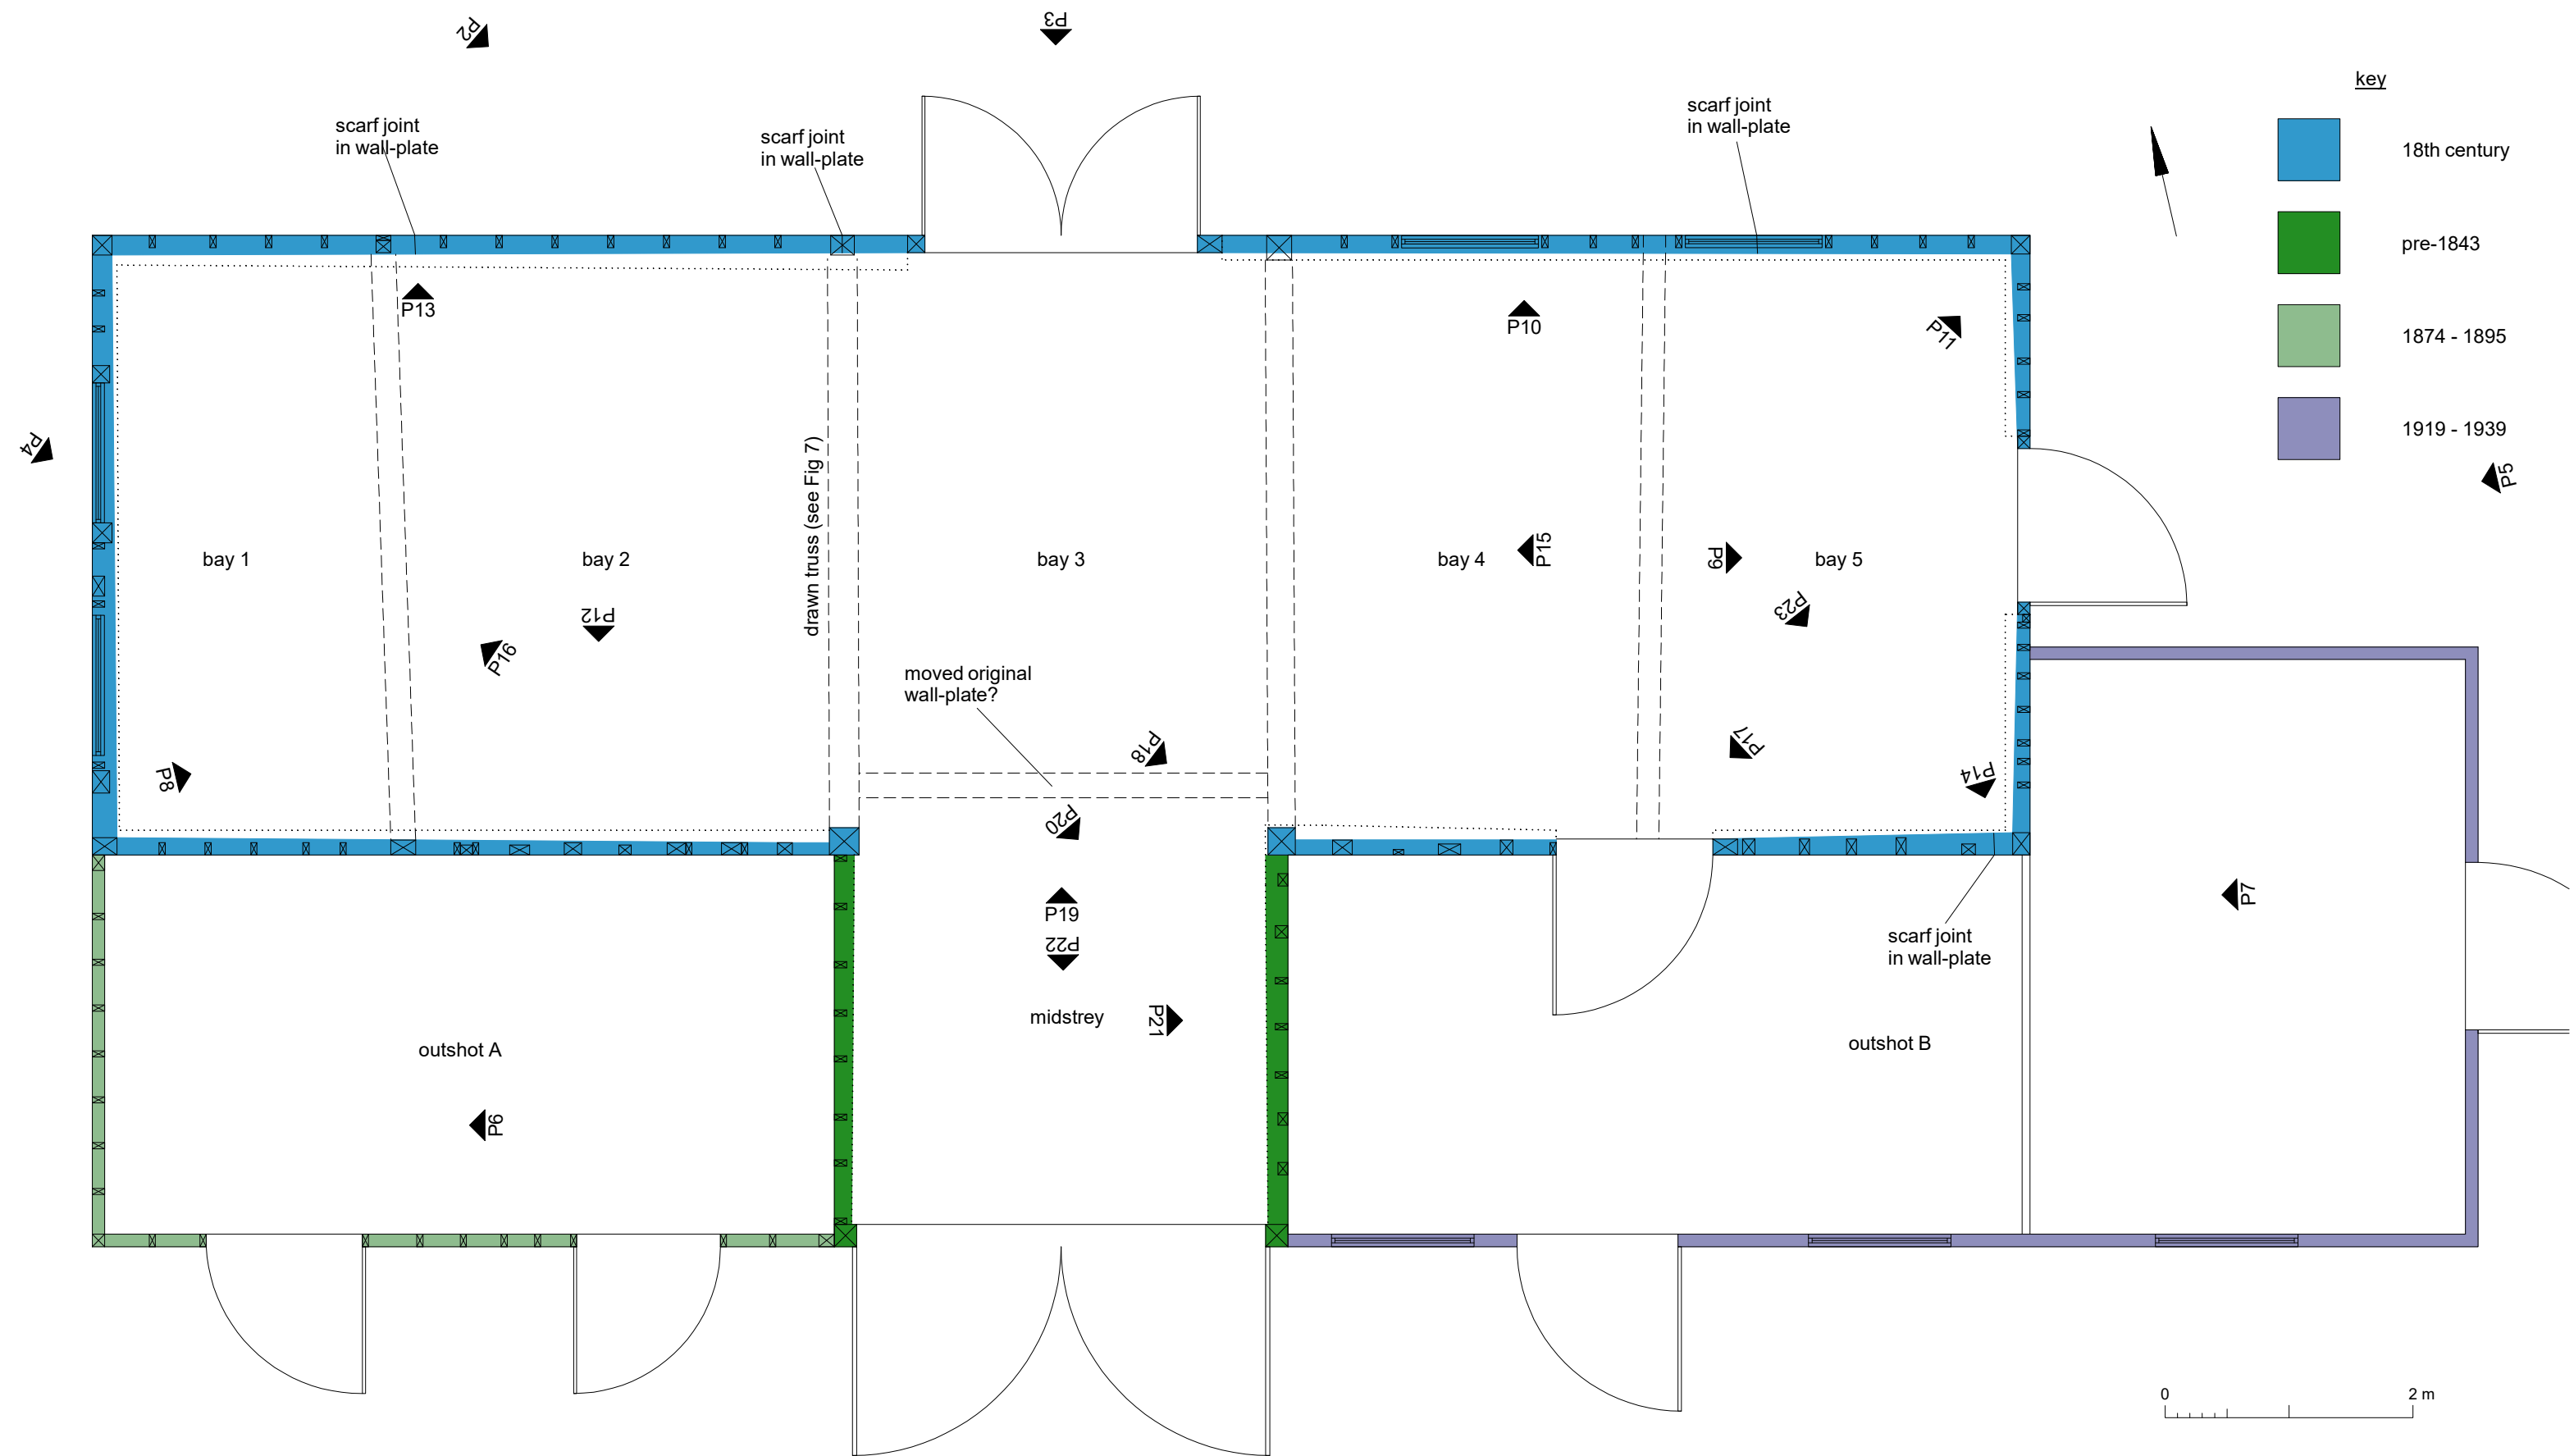 P2
P3
key
scarf joint
in wall-plate
scarf joint
in wall-plate
scarf joint
in wall-plate
18th century
pre-1843
P13
P10
P11
1874 - 1895
1919 - 1939
P4
P5
drawn truss (see Fig 7)
bay 1
bay 2
bay 3
bay 4
P15
P9
bay 5
P12
P23
P16
moved original
wall-plate?
P18
P17
P8
P14
P20
P19
P22
P7
scarf joint
in wall-plate
midstrey
P21
outshot A
outshot B
P6
0
2 m